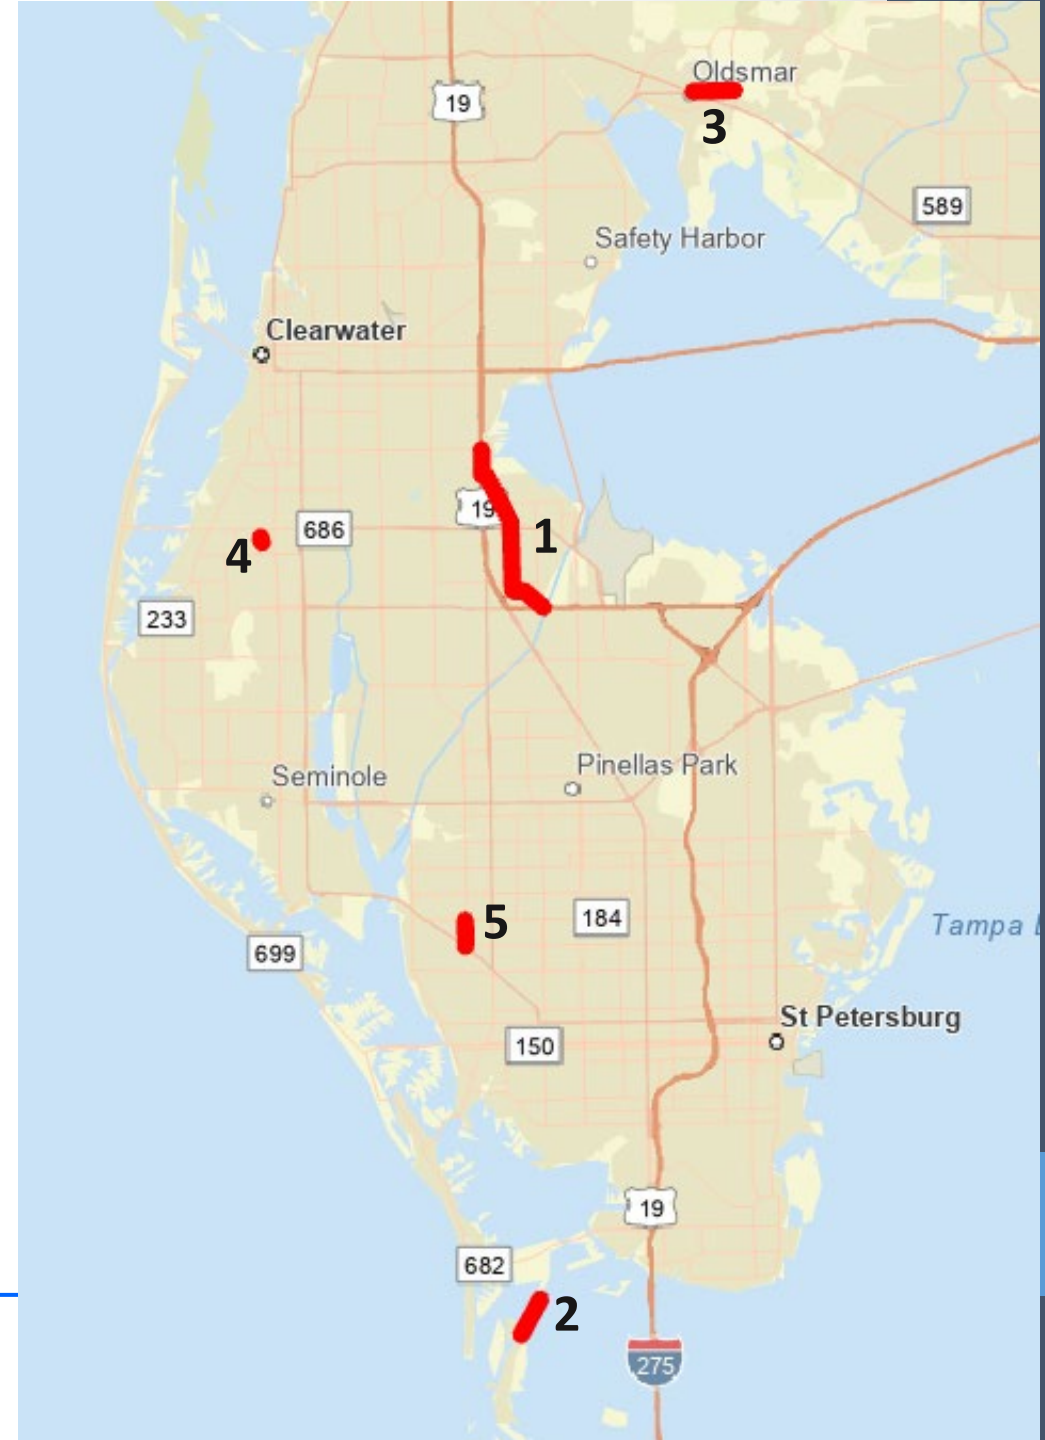 Oldsmar
19
3
589
Safety Harbor
Clearwater
19
1
686
4
233
Pinellas Park
Seminole
5
184
Tampa
699
St Petersburg
150
19
682
2
275